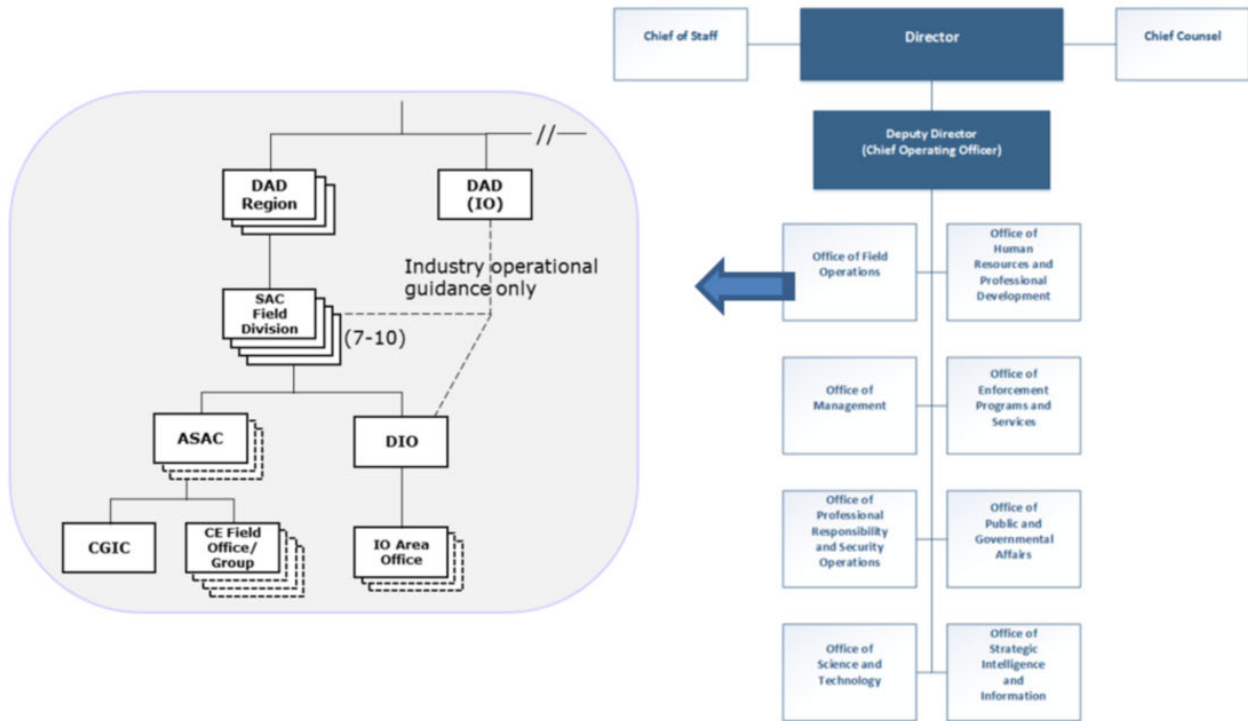 Chief of Staff
Director
Chief Counsel
Deputy Director
(Chief Operating Officer)
Office of Field
Operations
Office of
Human
Resources and
Professional
Development
Office of
Management
Office of
Enforcement
Programs and
Services
Office of
Professional
Responsibility
and Security
Operations
Office of
Public and
Governmental
Affairs
Office of
Science and
Technology
Office of
Strategic
Intelligence
and
Information
//
DAD
Region
DAD
(IO)
Industry operational
guidance only
SAC
Field
Division
(7-10)
ASAC
DIO
CGIC
CE Field
Office/
Group
IO Area
Office